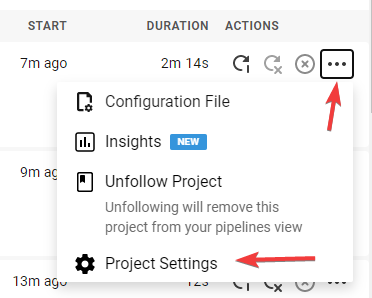 START DURATION ACTIONS
7m ago 2m 14s
Configuration File
Insights NEW
Unfollow Project
9m ag
Unfollowing will remove this
project from your pipelines view
Project Settings
13m ago 12s